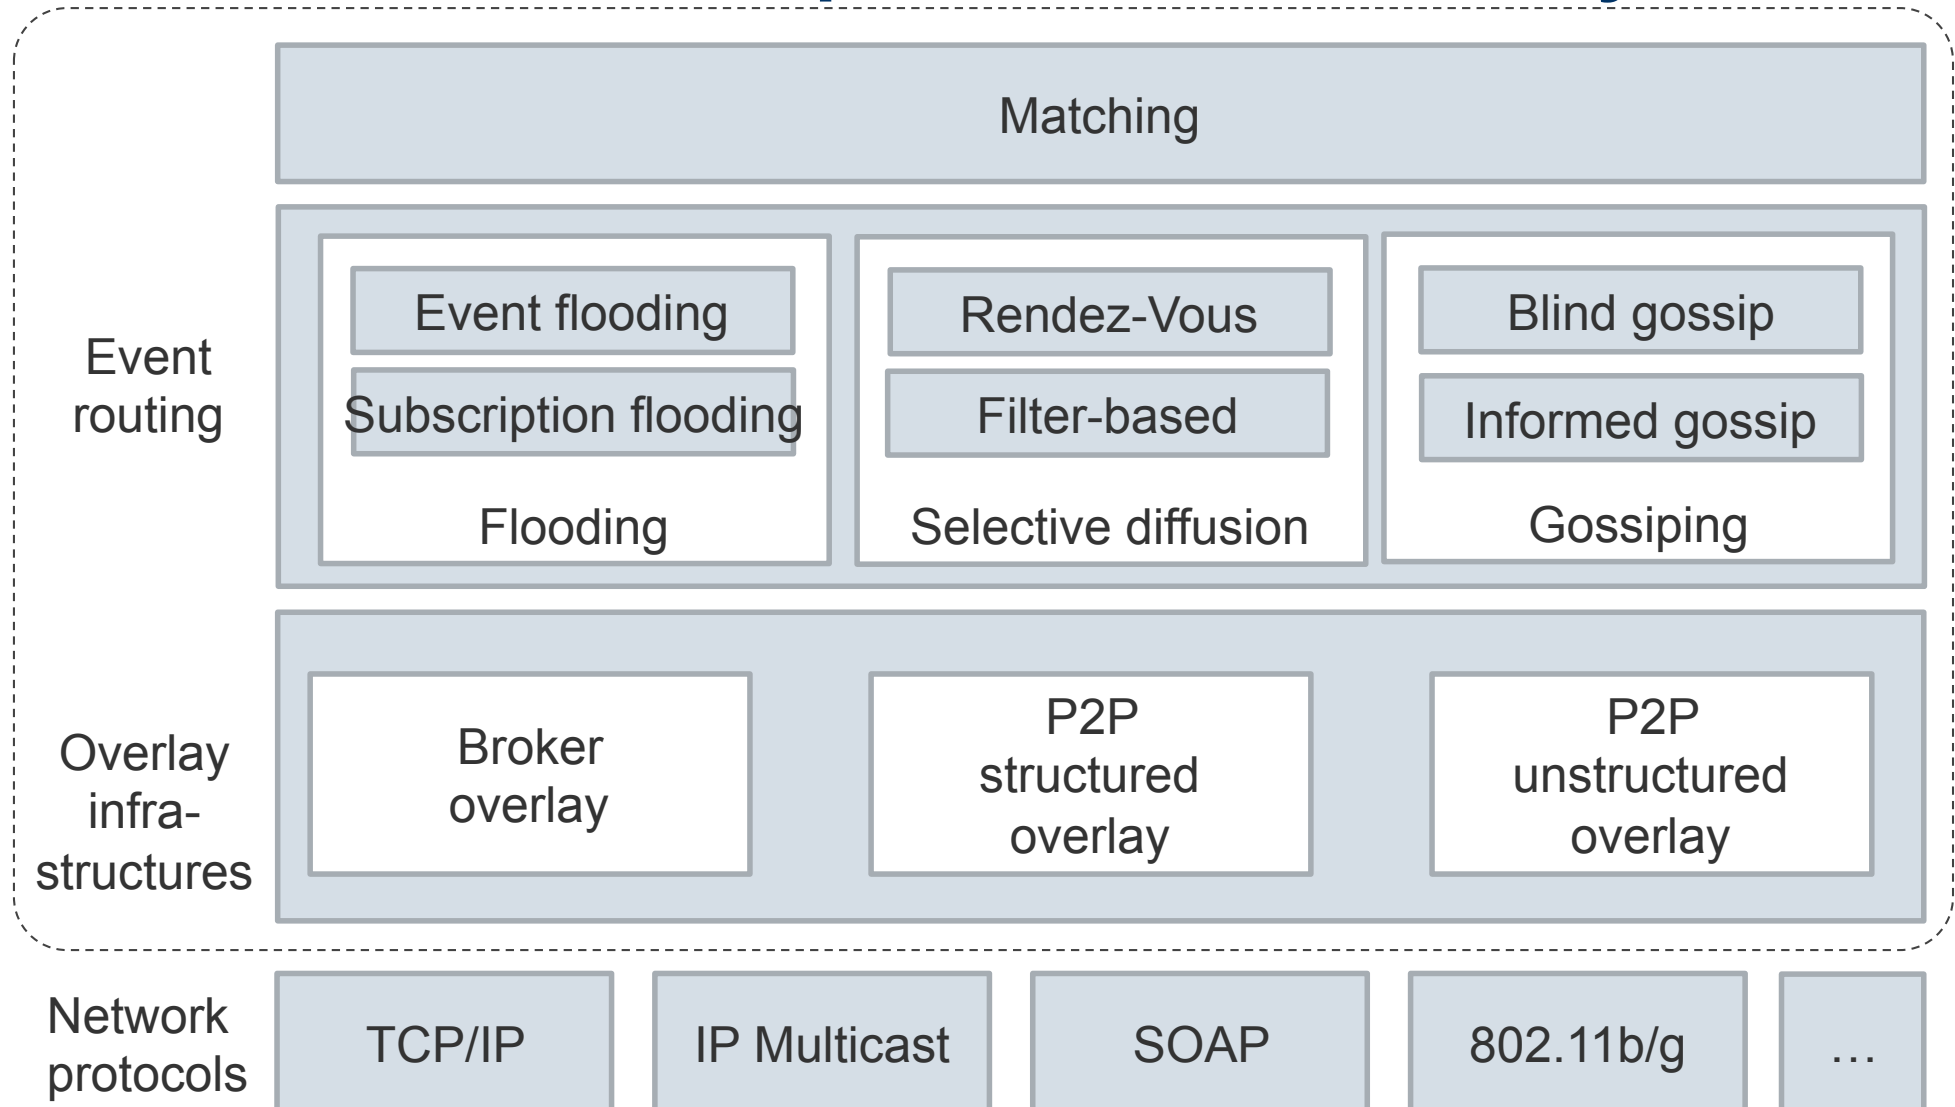 Matching
Event
routing
Event flooding
Subscription flooding
Flooding
Rendez-Vous
Filter-based
Selective diffusion
Blind gossip
Informed gossip
Gossiping
Overlay
infra-
structures
Broker
overlay
P2P
structured
overlay
P2P
unstructured
overlay
Network
protocols
TCP/IP
IP Multicast
SOAP
802.11b/g
…